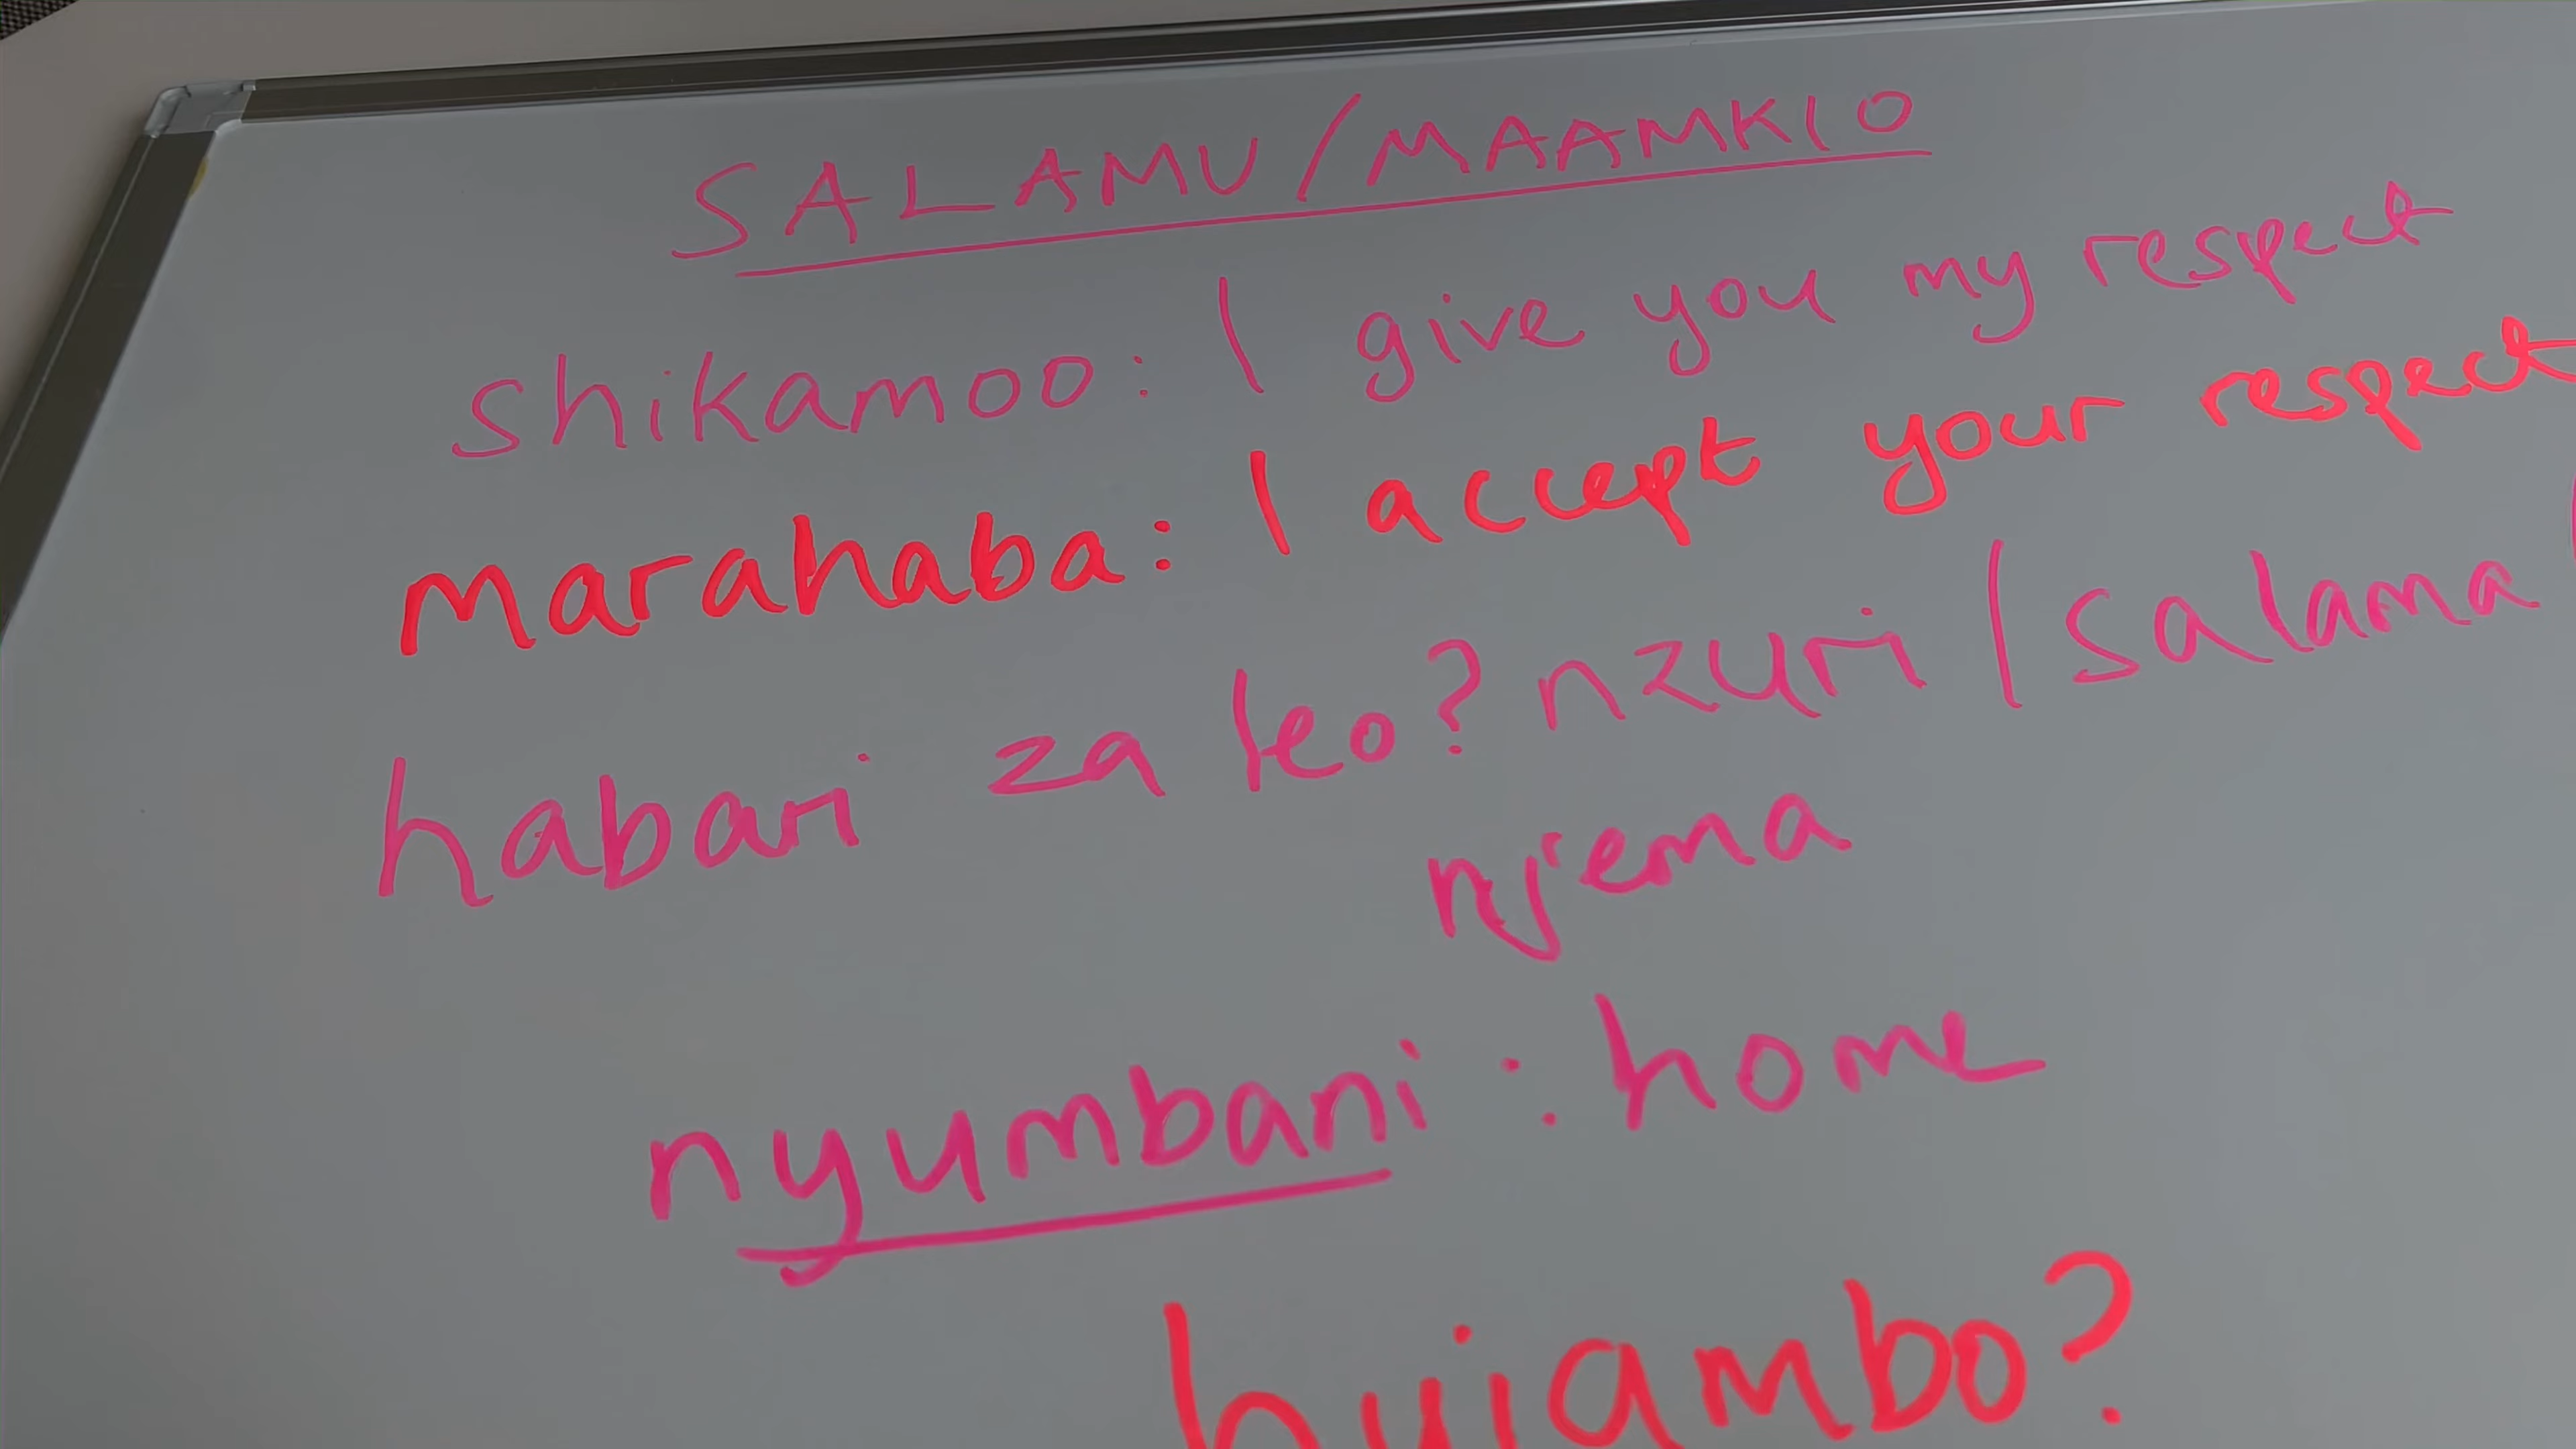 SALAMU/MAAMKIO
shikamoo: I give you my respect
marahaba: I accept your respect
habari za leo? nzuri/salama
njema
nyumbani: home
hujambo?